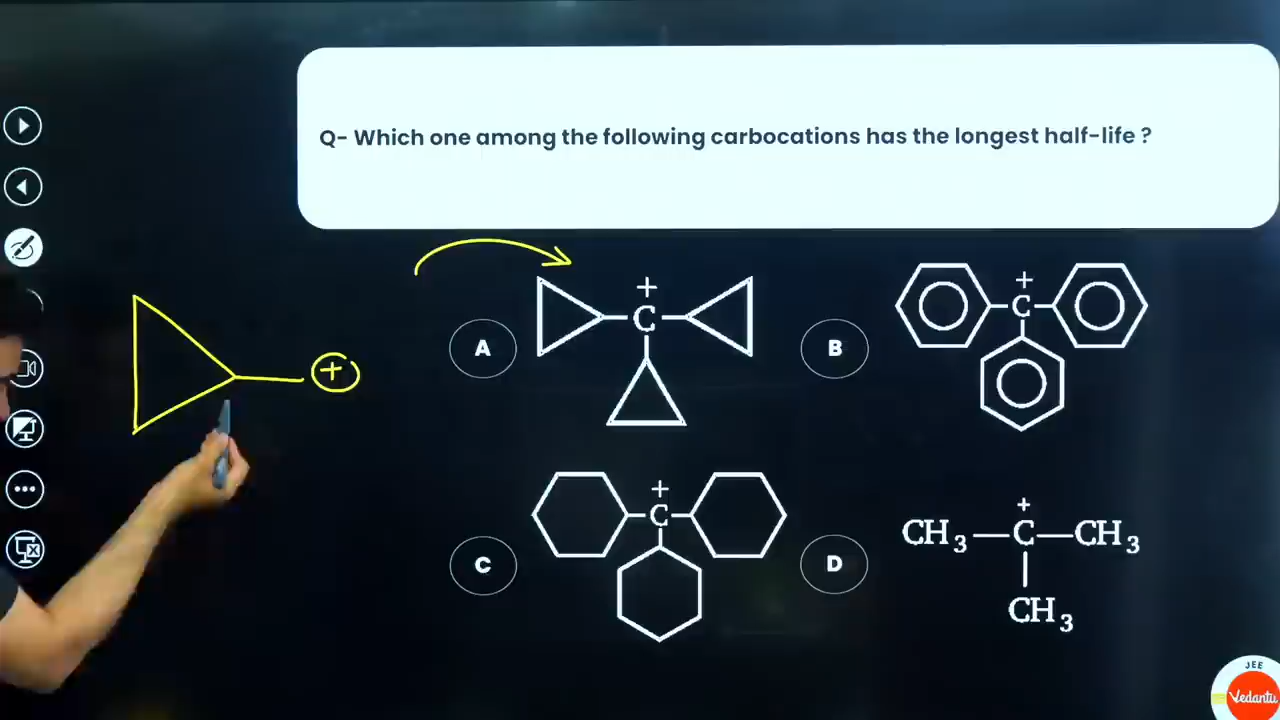 Q- Which one among the following carbocations has the longest half-life ?
+
A
+
C
B
+
C
C
+
C
D
+
CH3—C—CH3
CH3
JEE
Vedantu